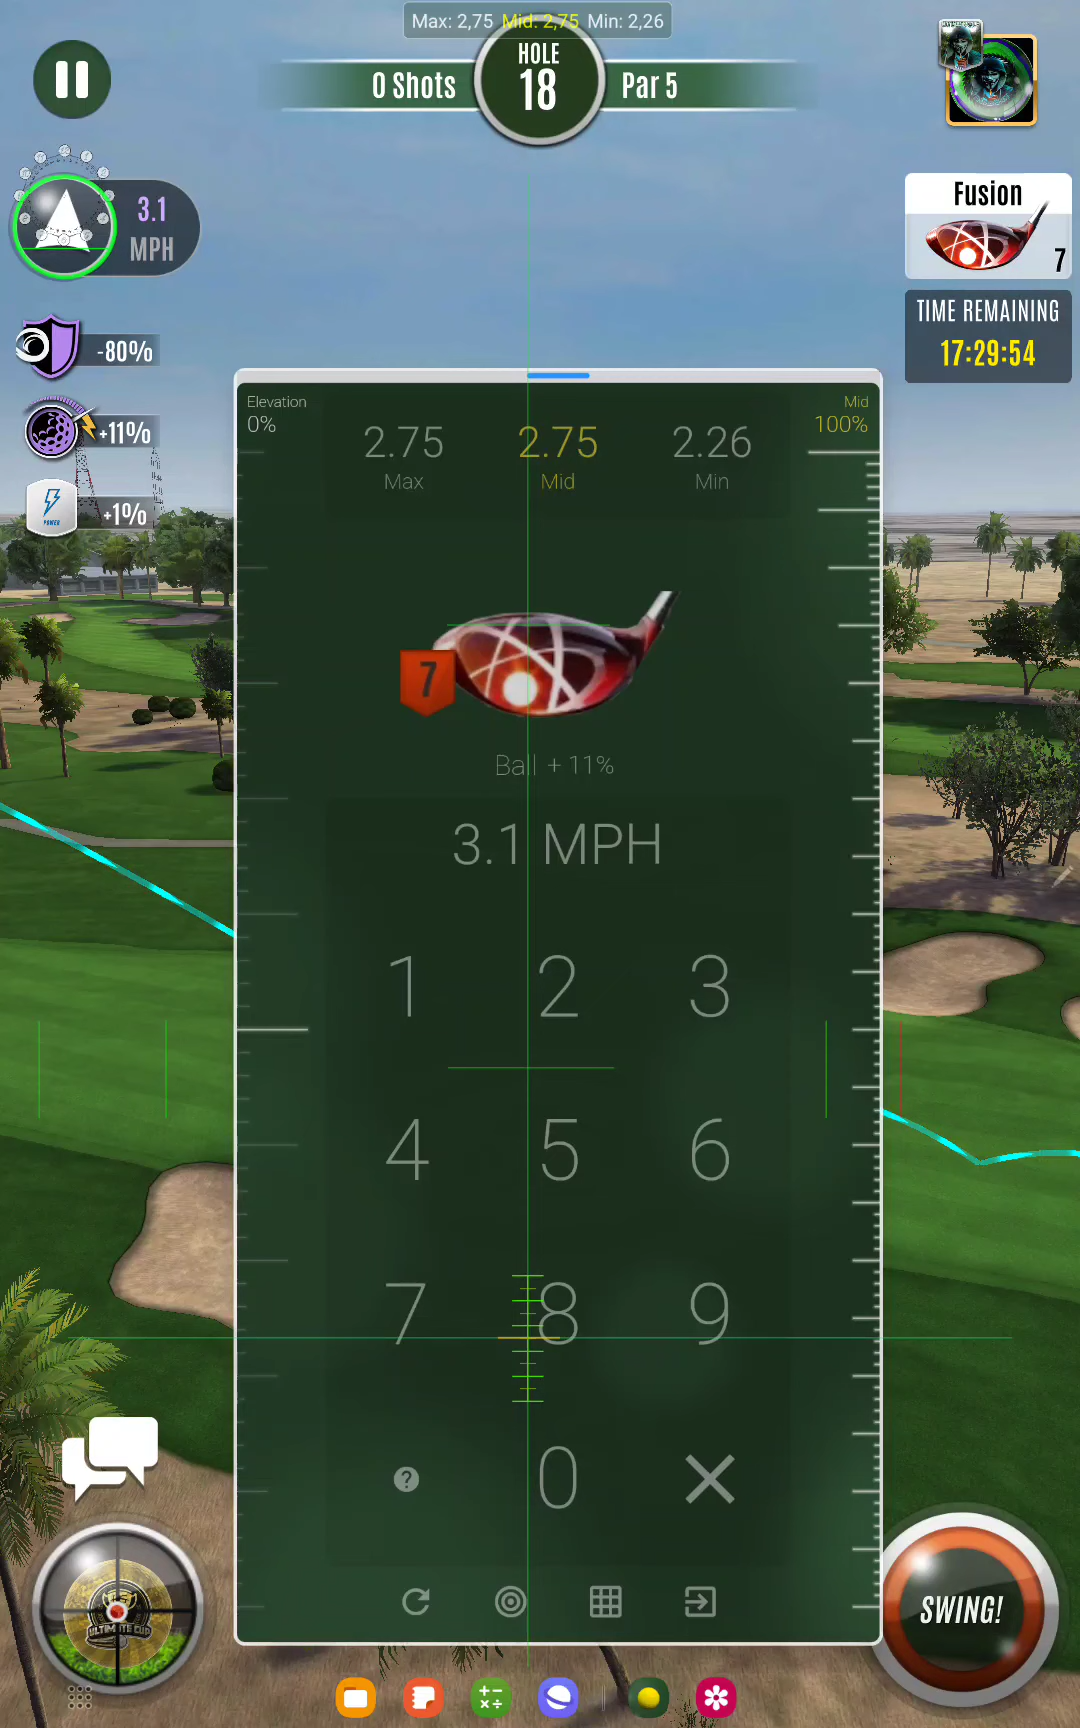 Max: 2,75 Mid: 2,75 Min: 2,26
HOLE
0 Shots 18 Par 5
3.1
MPH
Fusion
7
-80%
TIME REMAINING
17:29:54
+11%
POWER
+1%
Elevation
0%
Mid
100%
2.75 2.75 2.26
Max Mid Min
7
Ball + 11%
3.1 MPH
1 2 3
4 5 6
7 8 9
? 0
ULTIMATE CUP
SWING!